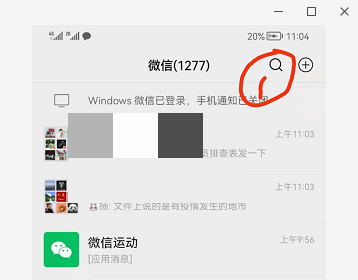 20% 11:04
微信(1277)
Windows 微信已登录，手机通知已关闭
上午11:03
员排查表发一下
上午11:03
扬: 文件上说的是有疫情发生的地市
微信运动
上午9:56
[应用消息]